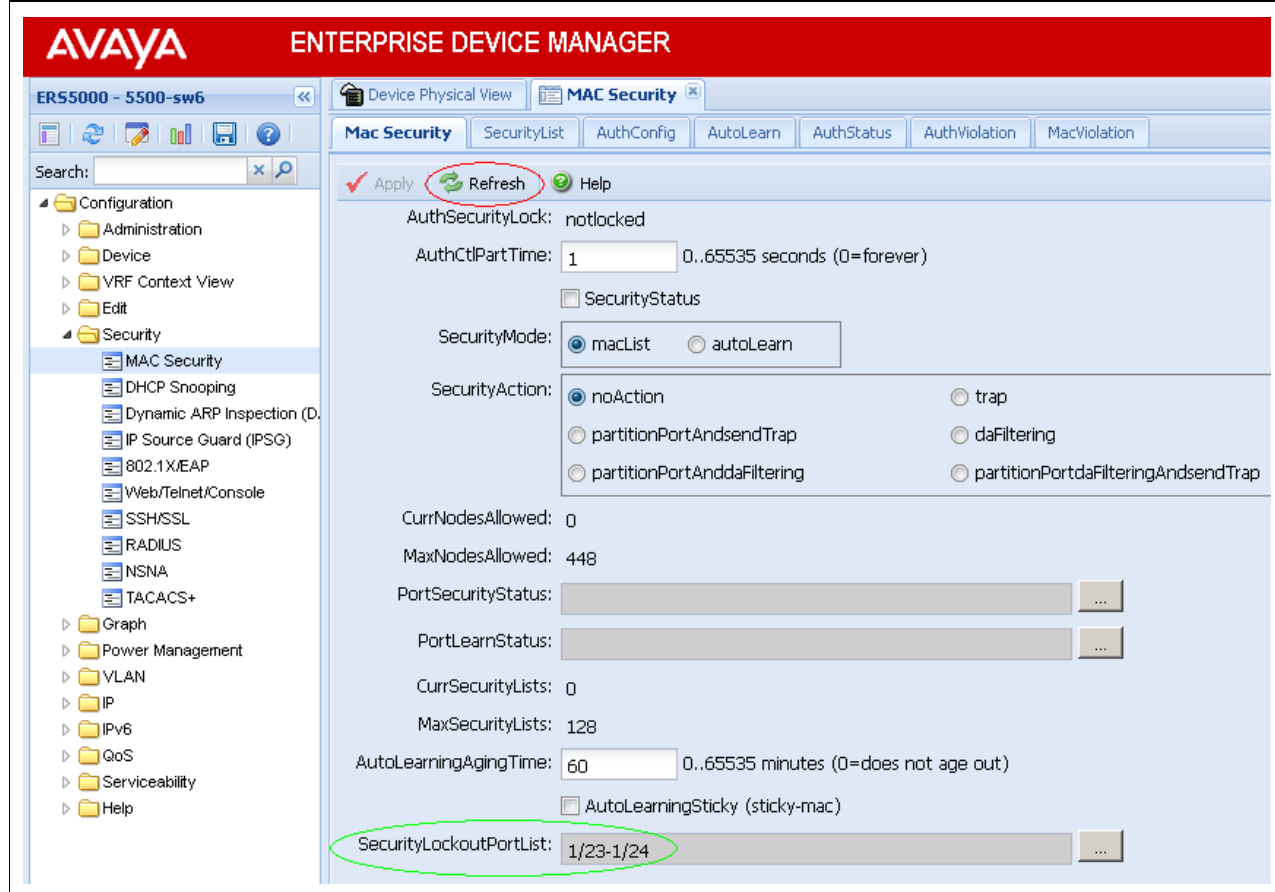 AVAYA ENTERPRISE DEVICE MANAGER
ERS5000 - 5500-sw6
Search:
Configuration
Administration
Device
VRF Context View
Edit
Security
MAC Security
DHCP Snooping
Dynamic ARP Inspection (D
IP Source Guard (IPSG)
802.1X/EAP
Web/Telnet/Console
SSH/SSL
RADIUS
NSNA
TACACS+
Graph
Power Management
VLAN
IP
IPv6
QoS
Serviceability
Help
Device Physical View MAC Security
Mac Security SecurityList AuthConfig AutoLearn AuthStatus AuthViolation MacViolation
Apply Refresh Help
AuthSecurityLock: notlocked
AuthCtlPartTime: 1 0..65535 seconds (0=forever)
SecurityStatus
SecurityMode: macList autoLearn
SecurityAction: noAction trap
partitionPortAndsendTrap daFiltering
partitionPortAnddaFiltering partitionPortdaFilteringAndsendTrap
CurrNodesAllowed: 0
MaxNodesAllowed: 448
PortSecurityStatus: ...
PortLearnStatus: ...
CurrSecurityLists: 0
MaxSecurityLists: 128
AutoLearningAgingTime: 60 0..65535 minutes (0=does not age out)
AutoLearningSticky (sticky-mac)
SecurityLockoutPortList: 1/23-1/24 ...